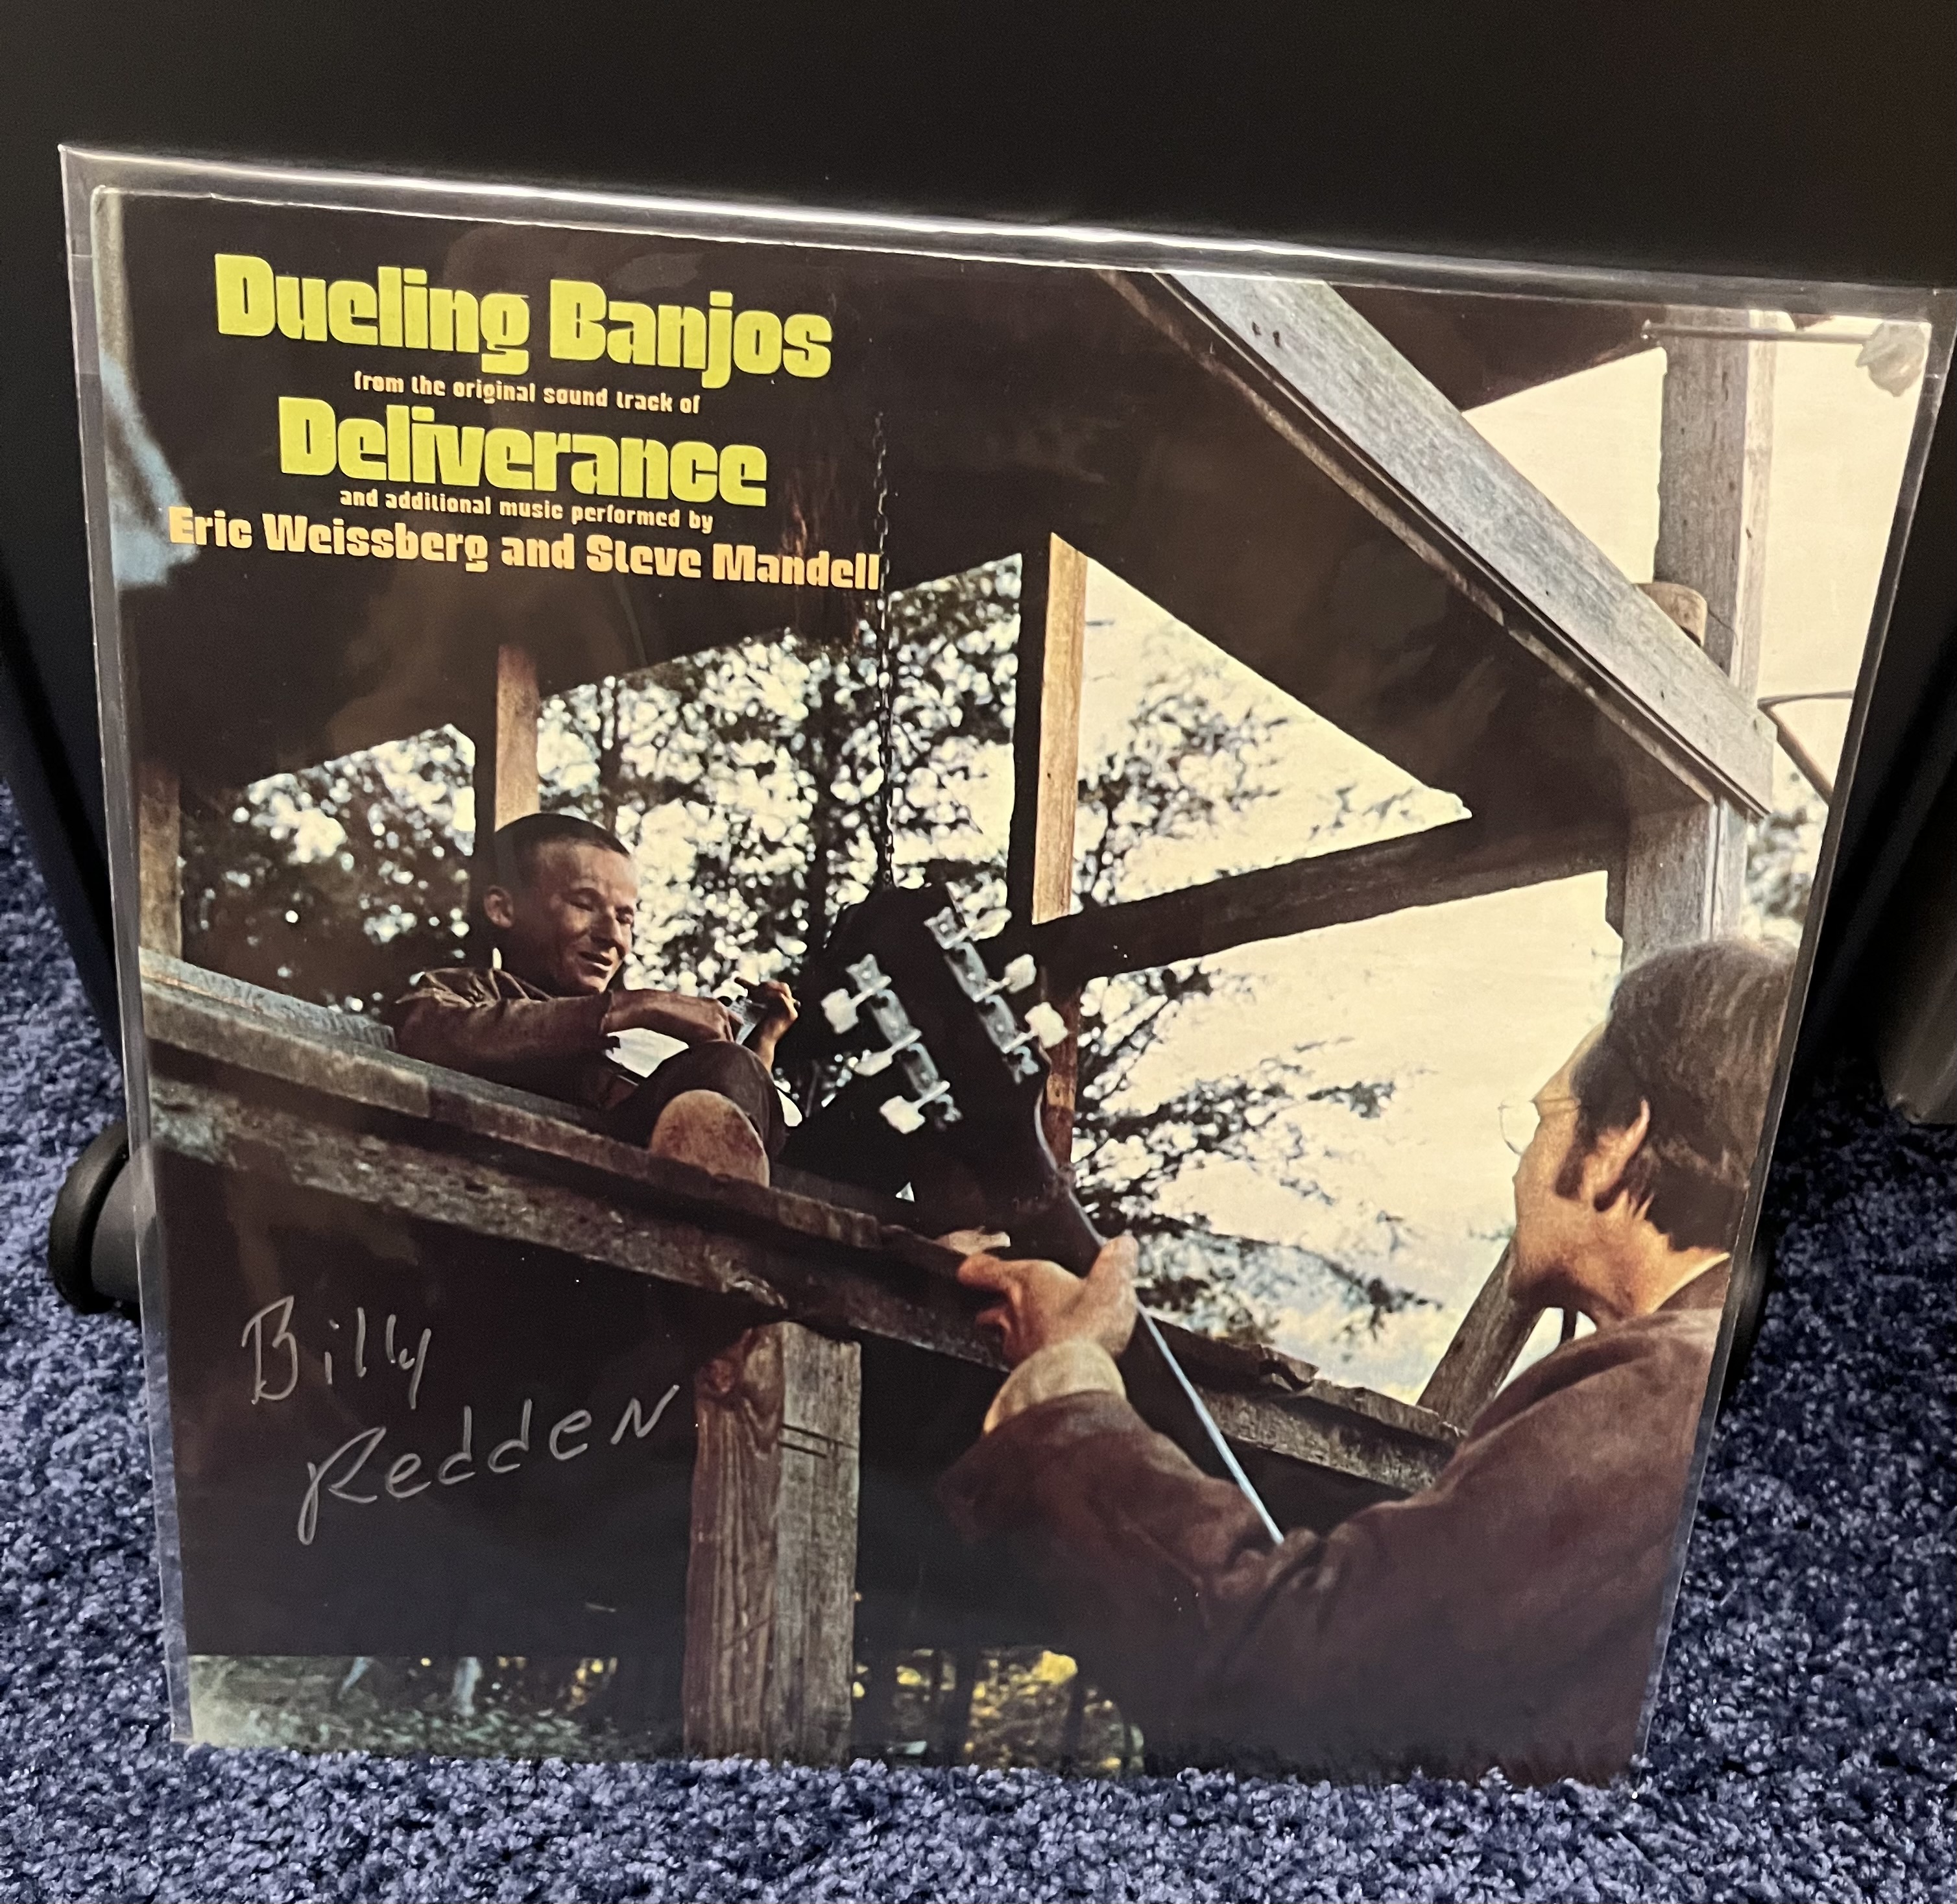 Dueling Banjos
from the original sound track of
Deliverance
and additional music performed by
Eric Weissberg and Steve Mandell
Billy
Redden